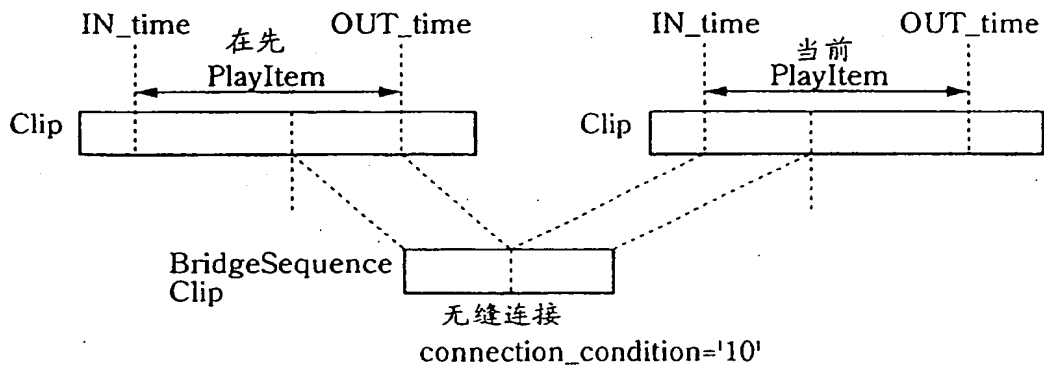 IN_time
OUT_time
在先
PlayItem
Clip
IN_time
OUT_time
当前
PlayItem
Clip
BridgeSequence
Clip
无缝连接
connection_condition='10'